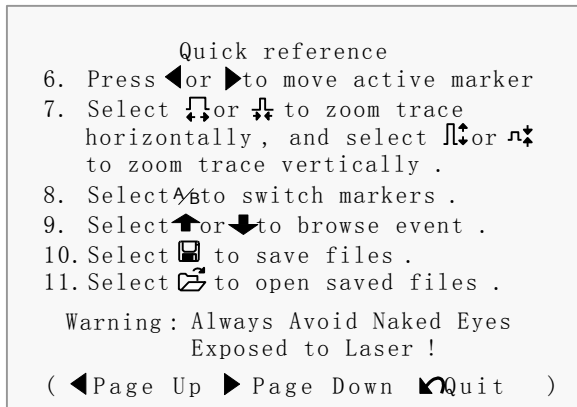 Quick reference
6. Press ◀ or ▶ to move active marker
7. Select or to zoom trace
horizontally , and select or
to zoom trace vertically .
8. Select A/B to switch markers .
9. Select ⬆ or ⬇ to browse event .
10. Select to save files .
11. Select to open saved files .
Warning : Always Avoid Naked Eyes
Exposed to Laser !
( ◀ Page Up ▶ Page Down Quit )